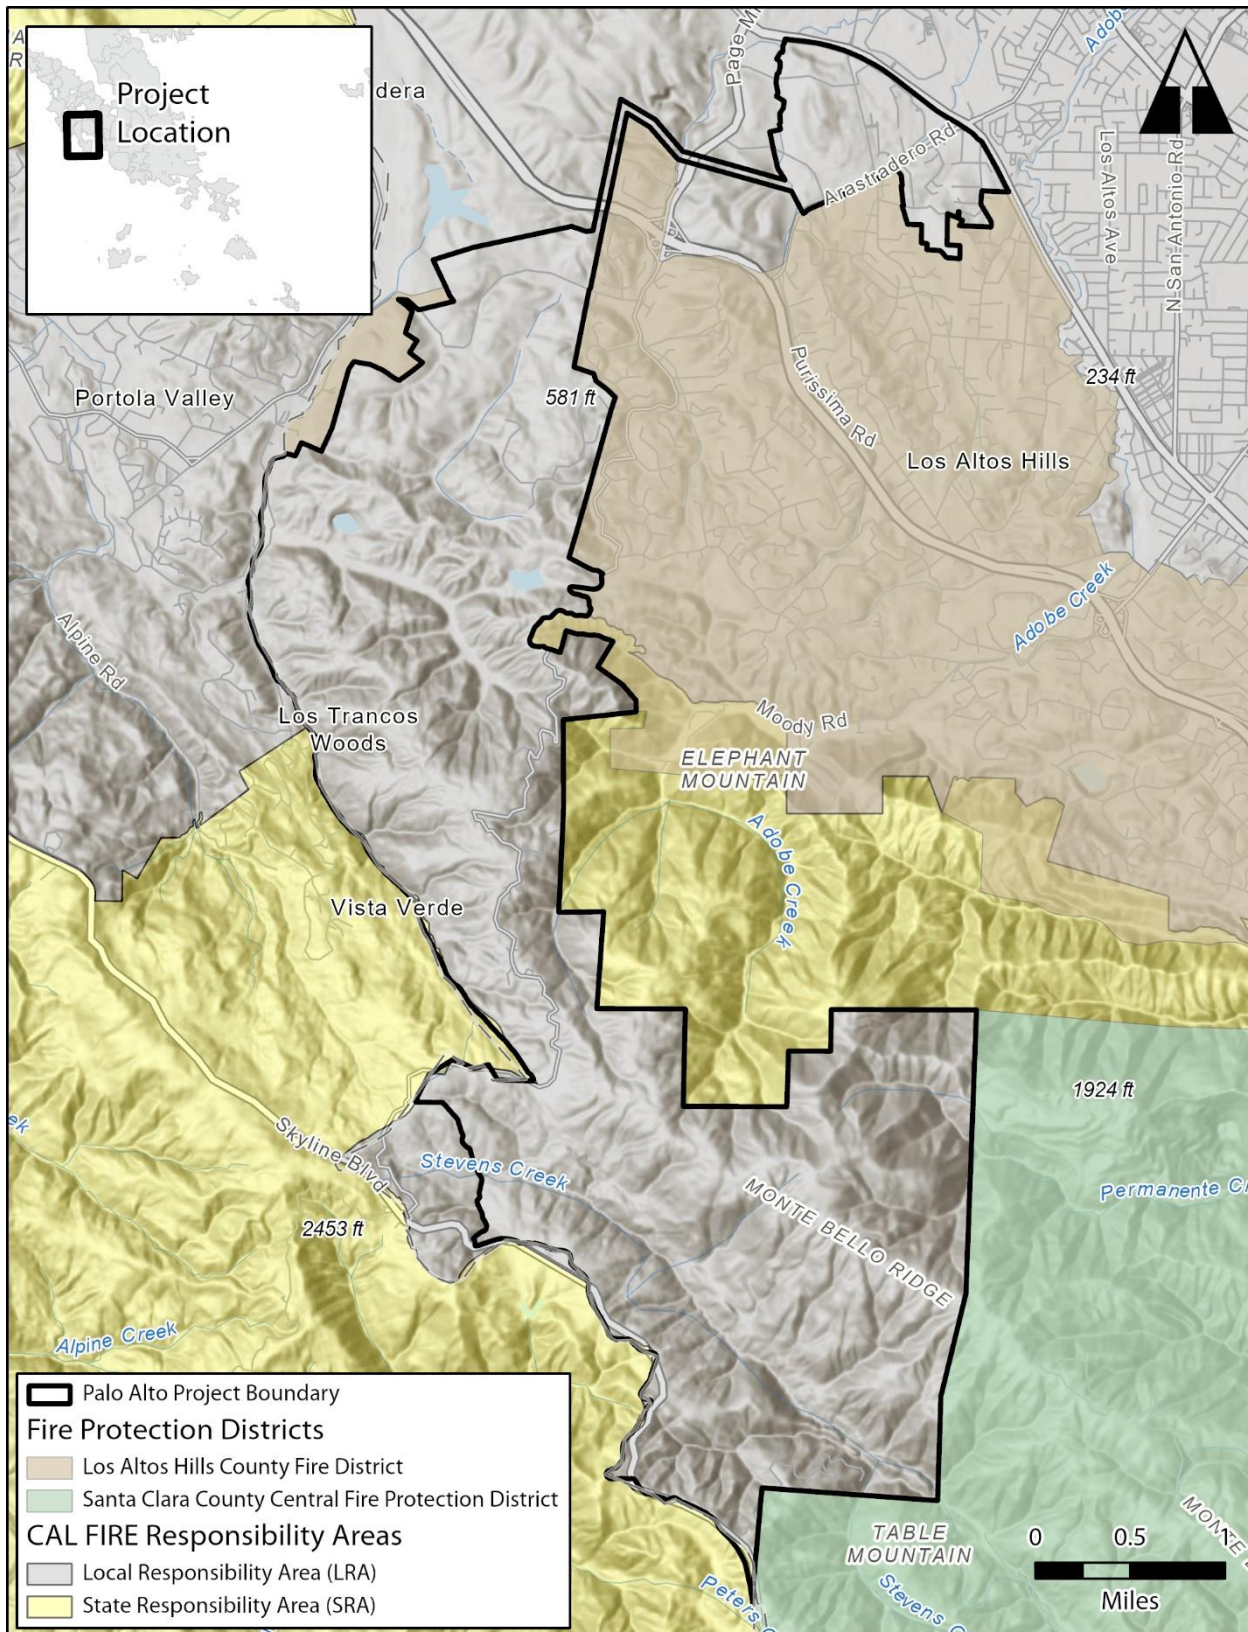 A
R
Project
Location
dera
Page Mi
Adobe
Arastradero Rd
Los Altos Ave
N San Antonio Rd
Portola Valley
581 ft
234 ft
Purissima Rd
Los Altos Hills
Adobe Creek
Alpine Rd
Los Trancos
Woods
Moody Rd
ELEPHANT
MOUNTAIN
Adobe Creek
Vista Verde
1924 ft
eek
Skyline Blvd
Stevens Creek
Permanente Cr
MONTE BELLO RIDGE
2453 ft
Alpine Creek
Palo Alto Project Boundary
Fire Protection Districts
Los Altos Hills County Fire District
Santa Clara County Central Fire Protection District
CAL FIRE Responsibility Areas
Local Responsibility Area (LRA)
State Responsibility Area (SRA)
TABLE
MOUNTAIN
Peters C
Stevens C
MONTE
0 0.5 1
Miles